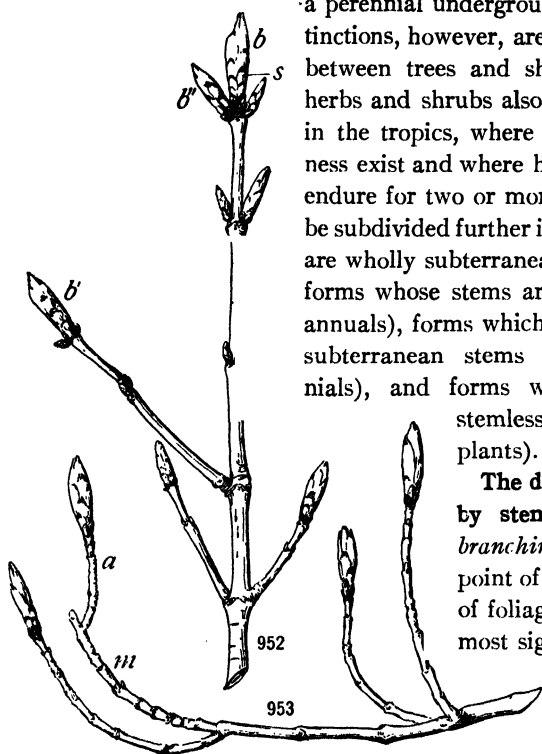 a perennial undergrou
tinctions, however, are
between trees and sh
herbs and shrubs also
in the tropics, where
ness exist and where h
endure for two or mor
be subdivided further i
are wholly subterranea
forms whose stems ar
annuals), forms which
subterranean stems
nials), and forms w
stemless
plants).
The d
by stem
branchin
point of
of foliag
most sig
b
s
b"
b'
a
m
952
953